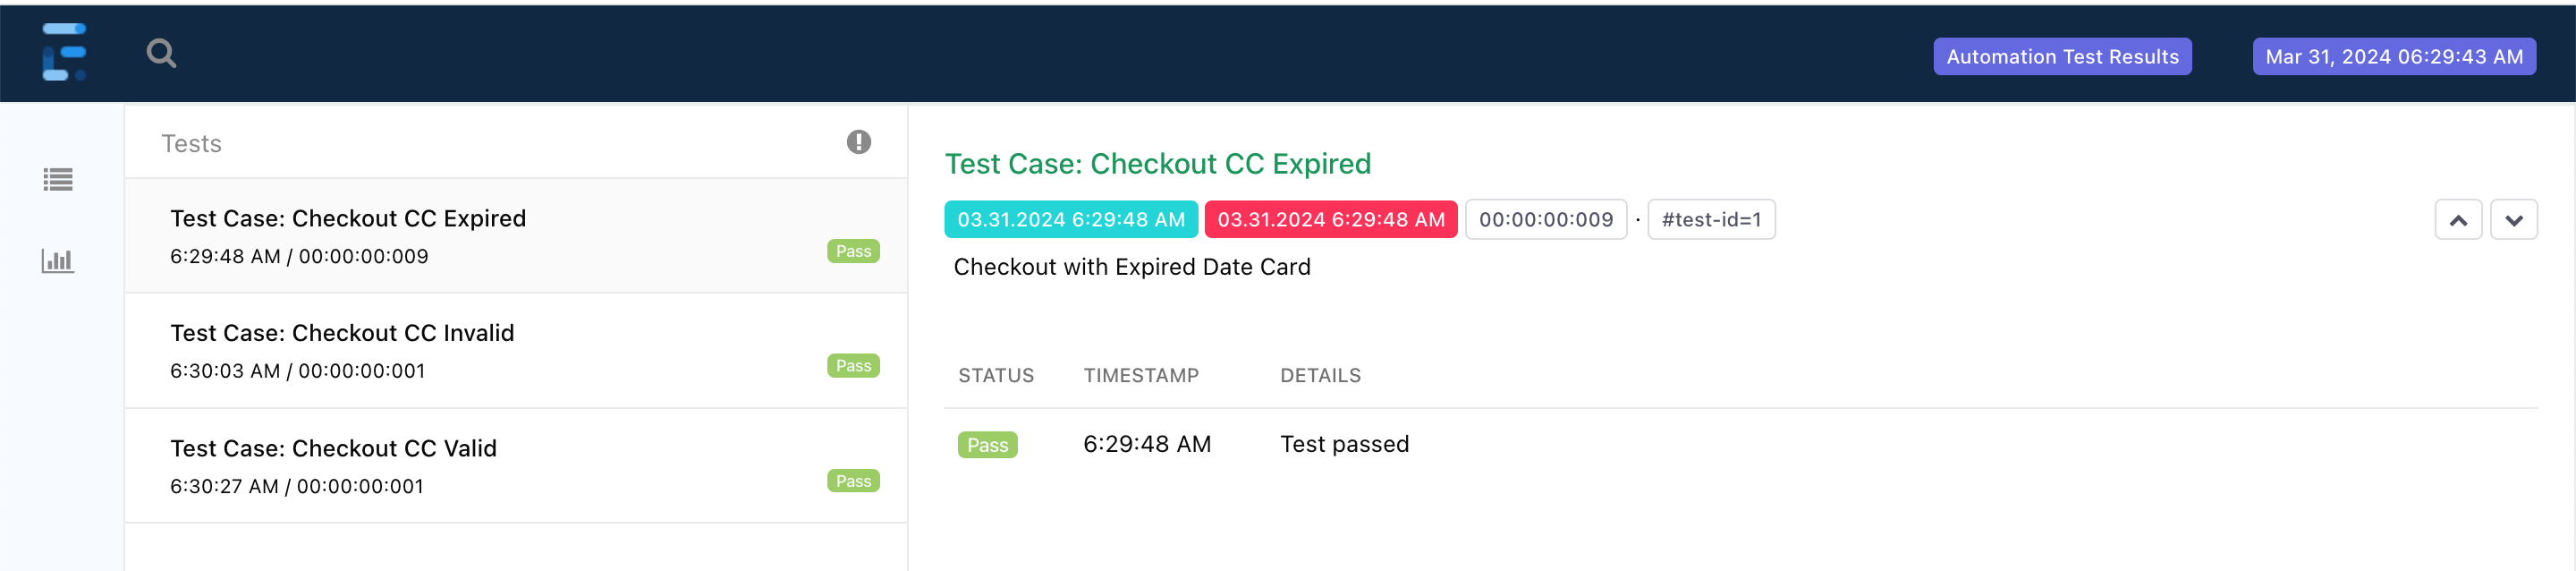 Automation Test Results
Mar 31, 2024 06:29:43 AM
Tests
Test Case: Checkout CC Expired
6:29:48 AM / 00:00:00:009
Pass
Test Case: Checkout CC Invalid
6:30:03 AM / 00:00:00:001
Pass
Test Case: Checkout CC Valid
6:30:27 AM / 00:00:00:001
Pass
Test Case: Checkout CC Expired
03.31.2024 6:29:48 AM 03.31.2024 6:29:48 AM 00:00:00:009 · #test-id=1
Checkout with Expired Date Card
STATUS TIMESTAMP DETAILS
Pass 6:29:48 AM Test passed